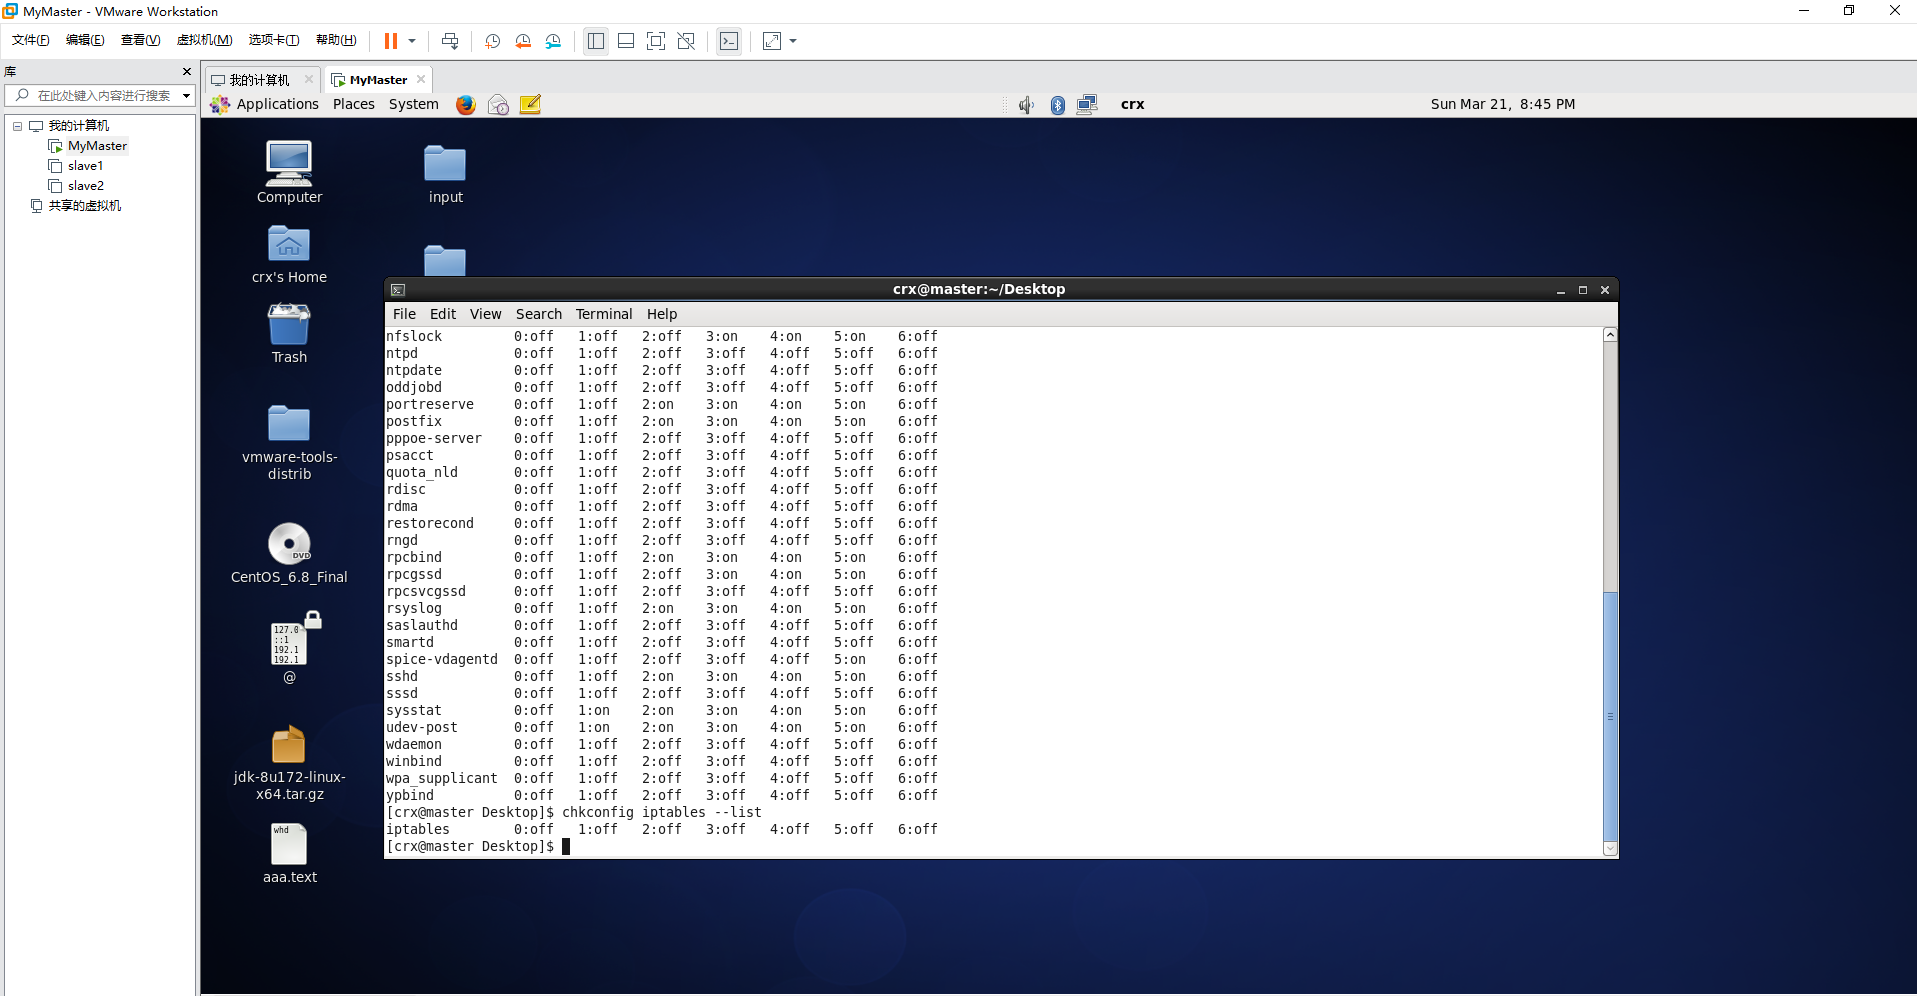 MyMaster - VMware Workstation
文件(F) 编辑(E) 查看(V) 虚拟机(M) 选项卡(T) 帮助(H)
库
在此处键入内容进行搜索
我的计算机
MyMaster
slave1
slave2
共享的虚拟机
我的计算机 MyMaster
Applications Places System crx Sun Mar 21, 8:45 PM
Computer
input
crx's Home
Trash
vmware-tools-
distrib
DVD
CentOS_6.8_Final
127.0
::1
192.1
192.1
@
jdk-8u172-linux-
x64.tar.gz
whd
aaa.text
crx@master:~/Desktop
File Edit View Search Terminal Help
nfslock 0:off 1:off 2:off 3:on 4:on 5:on 6:off
ntpd 0:off 1:off 2:off 3:off 4:off 5:off 6:off
ntpdate 0:off 1:off 2:off 3:off 4:off 5:off 6:off
oddjobd 0:off 1:off 2:off 3:off 4:off 5:off 6:off
portreserve 0:off 1:off 2:on 3:on 4:on 5:on 6:off
postfix 0:off 1:off 2:on 3:on 4:on 5:on 6:off
pppoe-server 0:off 1:off 2:off 3:off 4:off 5:off 6:off
psacct 0:off 1:off 2:off 3:off 4:off 5:off 6:off
quota_nld 0:off 1:off 2:off 3:off 4:off 5:off 6:off
rdisc 0:off 1:off 2:off 3:off 4:off 5:off 6:off
rdma 0:off 1:off 2:off 3:off 4:off 5:off 6:off
restorecond 0:off 1:off 2:off 3:off 4:off 5:off 6:off
rngd 0:off 1:off 2:off 3:off 4:off 5:off 6:off
rpcbind 0:off 1:off 2:on 3:on 4:on 5:on 6:off
rpcgssd 0:off 1:off 2:off 3:on 4:on 5:on 6:off
rpcsvcgssd 0:off 1:off 2:off 3:off 4:off 5:off 6:off
rsyslog 0:off 1:off 2:on 3:on 4:on 5:on 6:off
saslauthd 0:off 1:off 2:off 3:off 4:off 5:off 6:off
smartd 0:off 1:off 2:off 3:off 4:off 5:off 6:off
spice-vdagentd 0:off 1:off 2:off 3:off 4:off 5:on 6:off
sshd 0:off 1:off 2:on 3:on 4:on 5:on 6:off
sssd 0:off 1:off 2:off 3:off 4:off 5:off 6:off
sysstat 0:off 1:on 2:on 3:on 4:on 5:on 6:off
udev-post 0:off 1:on 2:on 3:on 4:on 5:on 6:off
wdaemon 0:off 1:off 2:off 3:off 4:off 5:off 6:off
winbind 0:off 1:off 2:off 3:off 4:off 5:off 6:off
wpa_supplicant 0:off 1:off 2:off 3:off 4:off 5:off 6:off
ypbind 0:off 1:off 2:off 3:off 4:off 5:off 6:off
[crx@master Desktop]$ chkconfig iptables --list
iptables 0:off 1:off 2:off 3:off 4:off 5:off 6:off
[crx@master Desktop]$